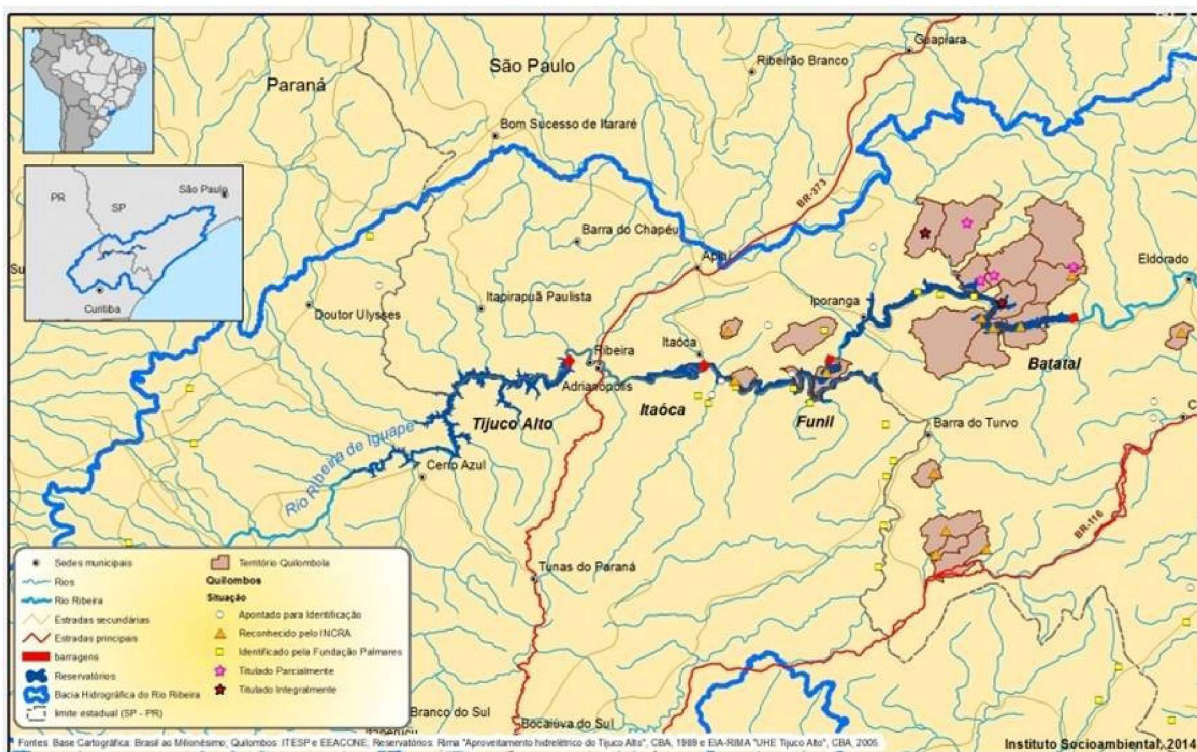 São Paulo
Paraná
Guapiara
Ribeirão Branco
Bom Sucesso de Itararé
PR
SP
São Paulo
Curitiba
BR-373
Barra do Chapéu
Apiaí
Eldorado
Itapirapuã Paulista
Doutor Ulysses
Iporanga
Ribeira
Itaóca
Adrianópolis
Batatal
Tijuco Alto
Itaóca
Funil
Barra do Turvo
Rio Ribeira de Iguape
Cerro Azul
BR-116
Tunas do Paraná
Sedes municipais
Rios
Rio Ribeira
Estradas secundárias
Estradas principais
barragens
Reservatórios
Bacia Hidrográfica do Rio Ribeira
limite estadual (SP - PR)
Território Quilombola
Quilombos
Situação
Apontado para Identificação
Reconhecido pelo INCRA
Identificado pela Fundação Palmares
Titulado Parcialmente
Titulado Integralmente
Branco do Sul
Bocaiúva do Sul
Fontes: Base Cartográfica: IBrasil ao Milionésimo, Quilombos: ITESP e EEACONE; Reservatórios: Rima "Aproveitamento hidrelétrico do Tijuco Alto", CBA, 1989 e EIA-RIMA "UHE Tijuco Alto", CBA, 2005.
Instituto Socioambiental, 2014